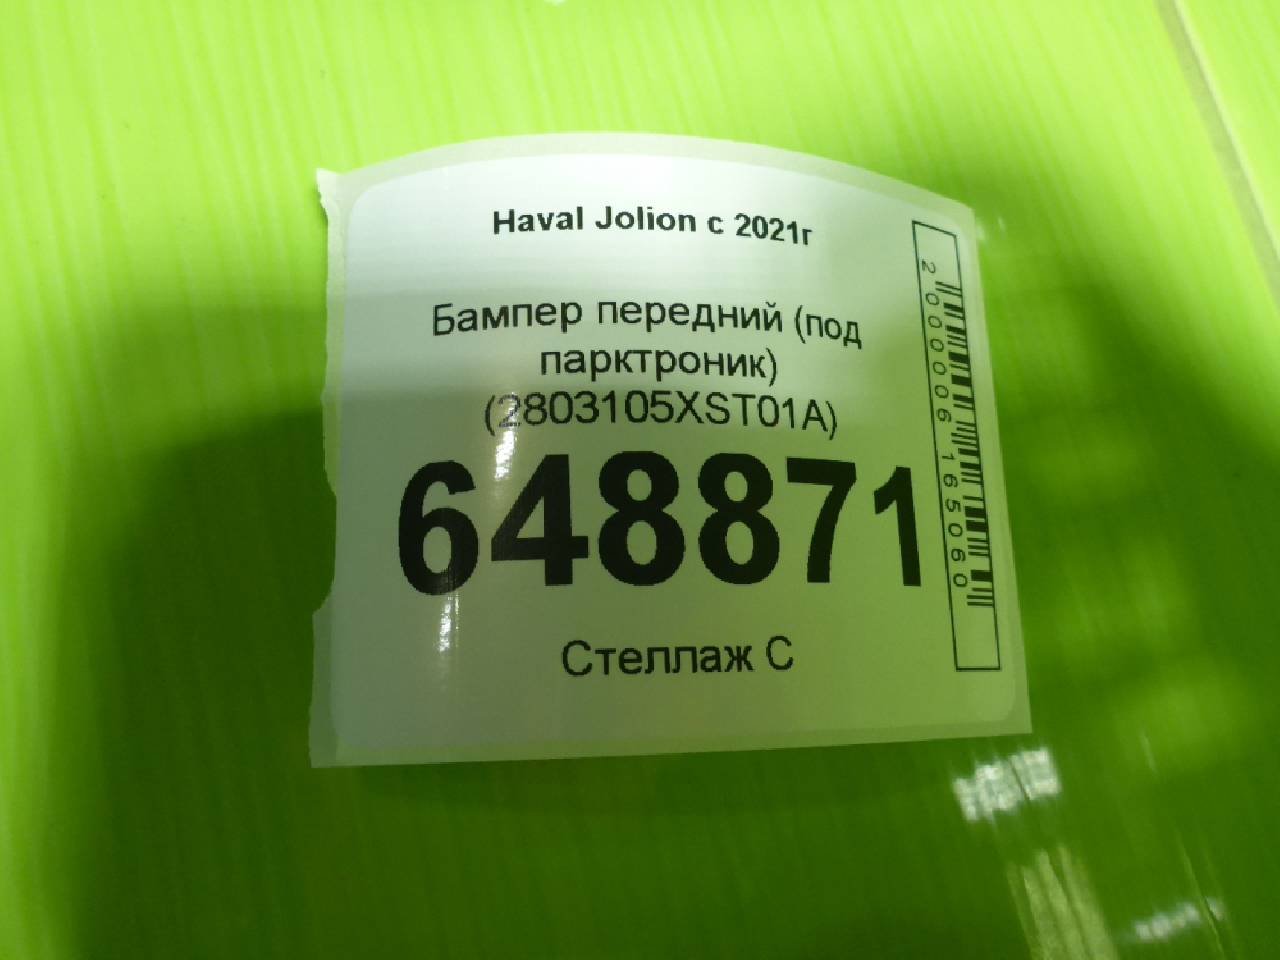 Haval Jolion с 2021г
Бампер передний (под
парктроник)
(2803105XST01A)
648871
Стеллаж С
2000006165060